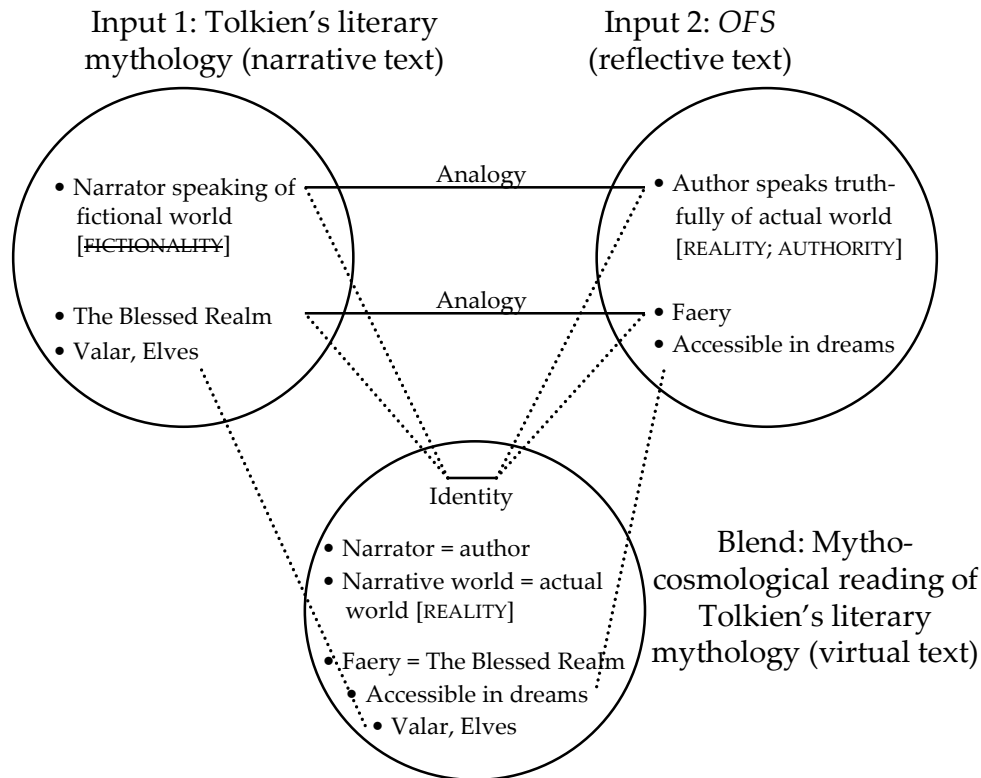 Input 1: Tolkien’s literary
mythology (narrative text)
Input 2: OFS
(reflective text)
• Narrator speaking of
fictional world
[FICTIONALITY]
• The Blessed Realm
• Valar, Elves
Analogy
Analogy
• Author speaks truth-
fully of actual world
[REALITY; AUTHORITY]
• Faery
• Accessible in dreams
Identity
• Narrator = author
• Narrative world = actual
world [REALITY]
• Faery = The Blessed Realm
• Accessible in dreams
• Valar, Elves
Blend: Mytho-
cosmological reading of
Tolkien’s literary
mythology (virtual text)